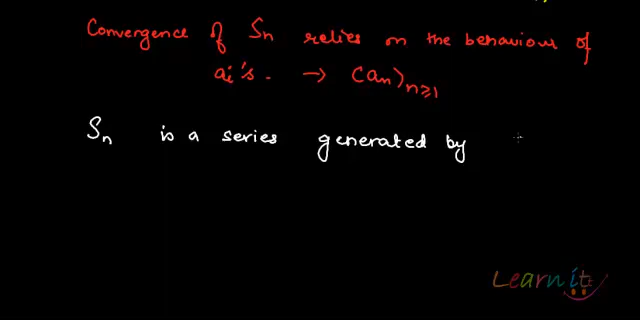 Convergence of Sn relies on the behaviour of
ai's. → (an)n≥1
Sn is a series generated by
Learnit